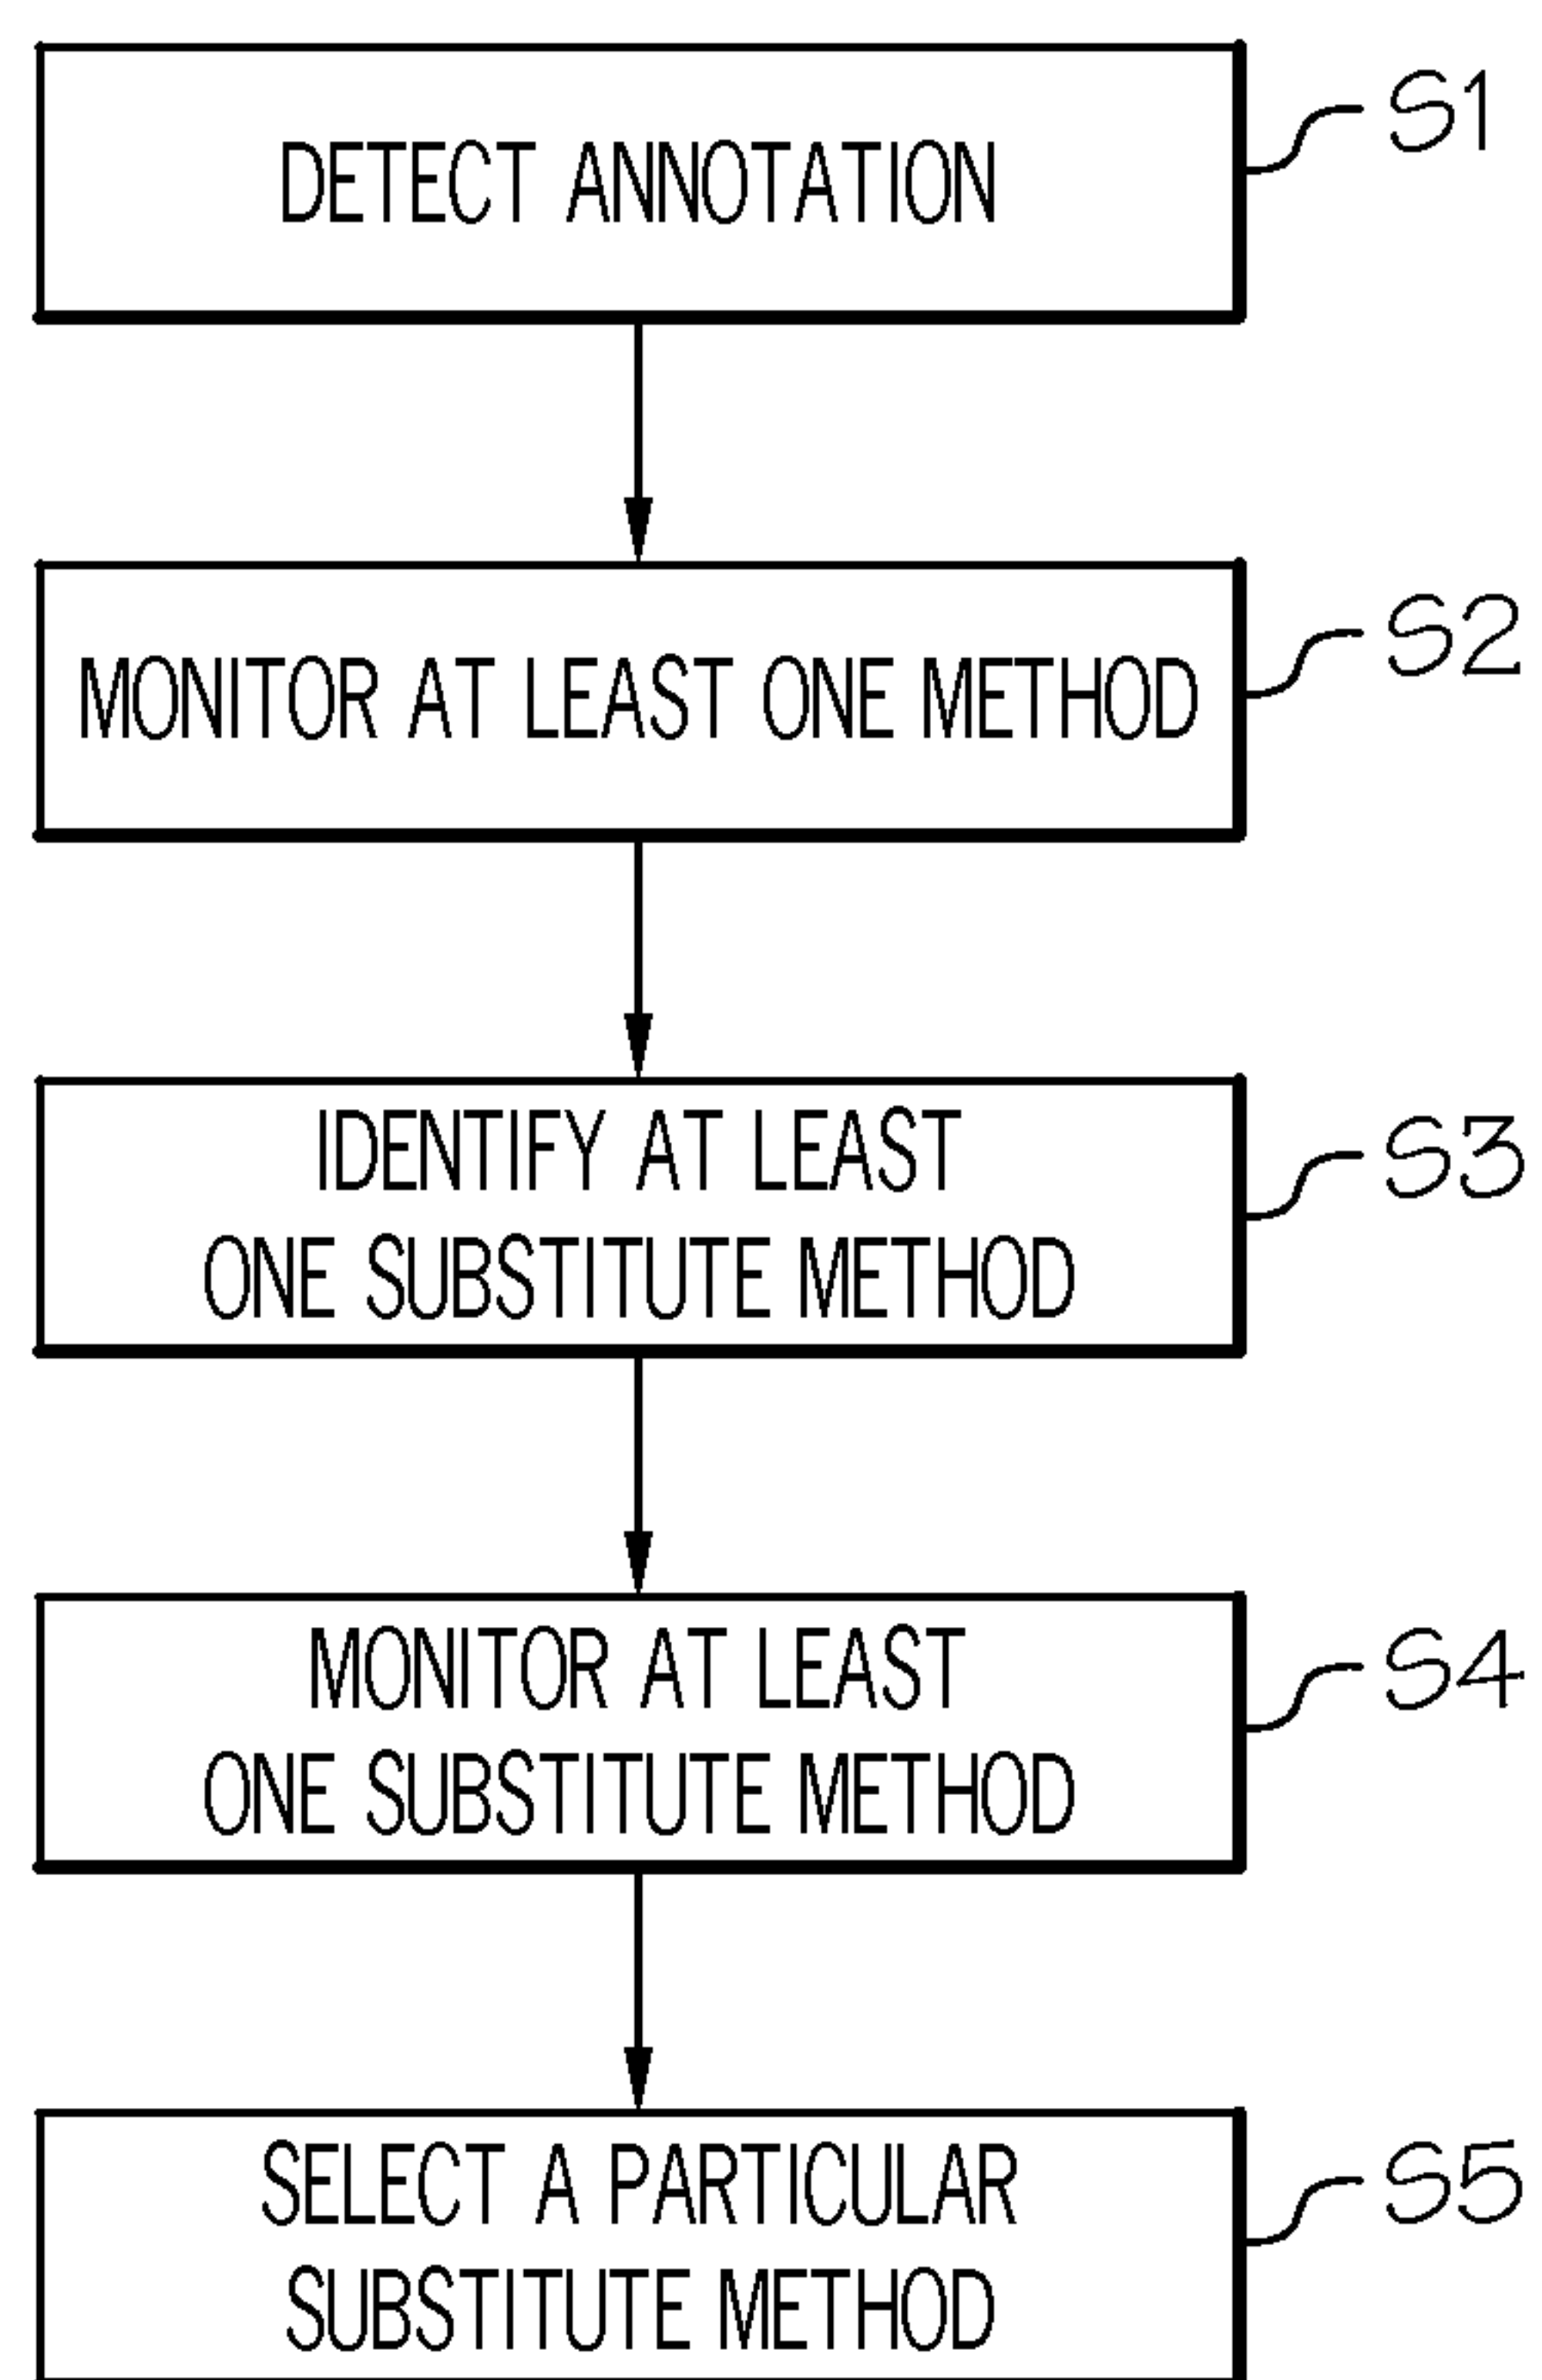 DETECT ANNOTATION
S1
MONITOR AT LEAST ONE METHOD
S2
IDENTIFY AT LEAST
ONE SUBSTITUTE METHOD
S3
MONITOR AT LEAST
ONE SUBSTITUTE METHOD
S4
SELECT A PARTICULAR
SUBSTITUTE METHOD
S5